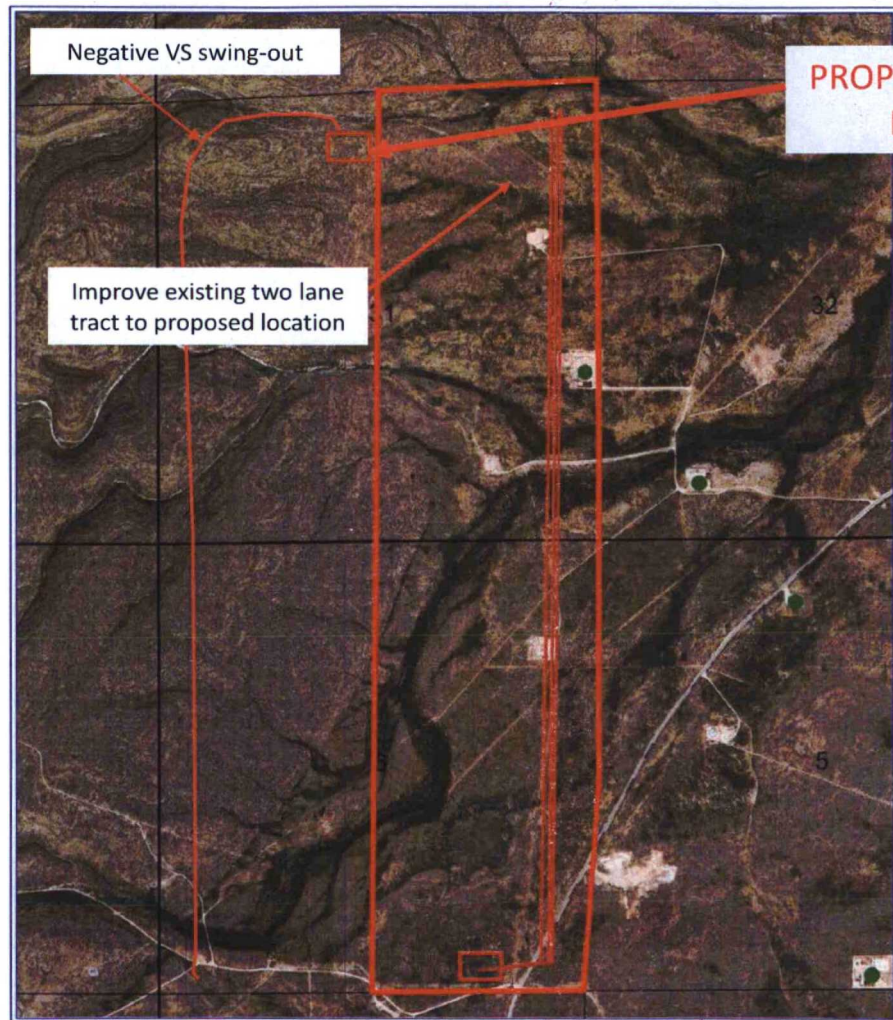 Negative VS swing-out
PROP
Improve existing two lane
tract to proposed location
32
5